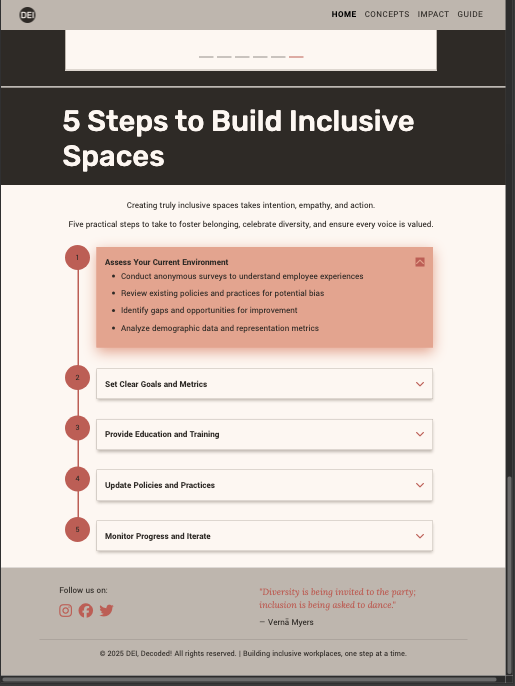 DEI
HOME CONCEPTS IMPACT GUIDE
5 Steps to Build Inclusive
Spaces
Creating truly inclusive spaces takes intention, empathy, and action.
Five practical steps to take to foster belonging, celebrate diversity, and ensure every voice is valued.
1
Assess Your Current Environment
• Conduct anonymous surveys to understand employee experiences
• Review existing policies and practices for potential bias
• Identify gaps and opportunities for improvement
• Analyze demographic data and representation metrics
2
Set Clear Goals and Metrics
3
Provide Education and Training
4
Update Policies and Practices
5
Monitor Progress and Iterate
Follow us on:
"Diversity is being invited to the party;
inclusion is being asked to dance."
— Vernā Myers
© 2025 DEI, Decoded! All rights reserved. | Building inclusive workplaces, one step at a time.